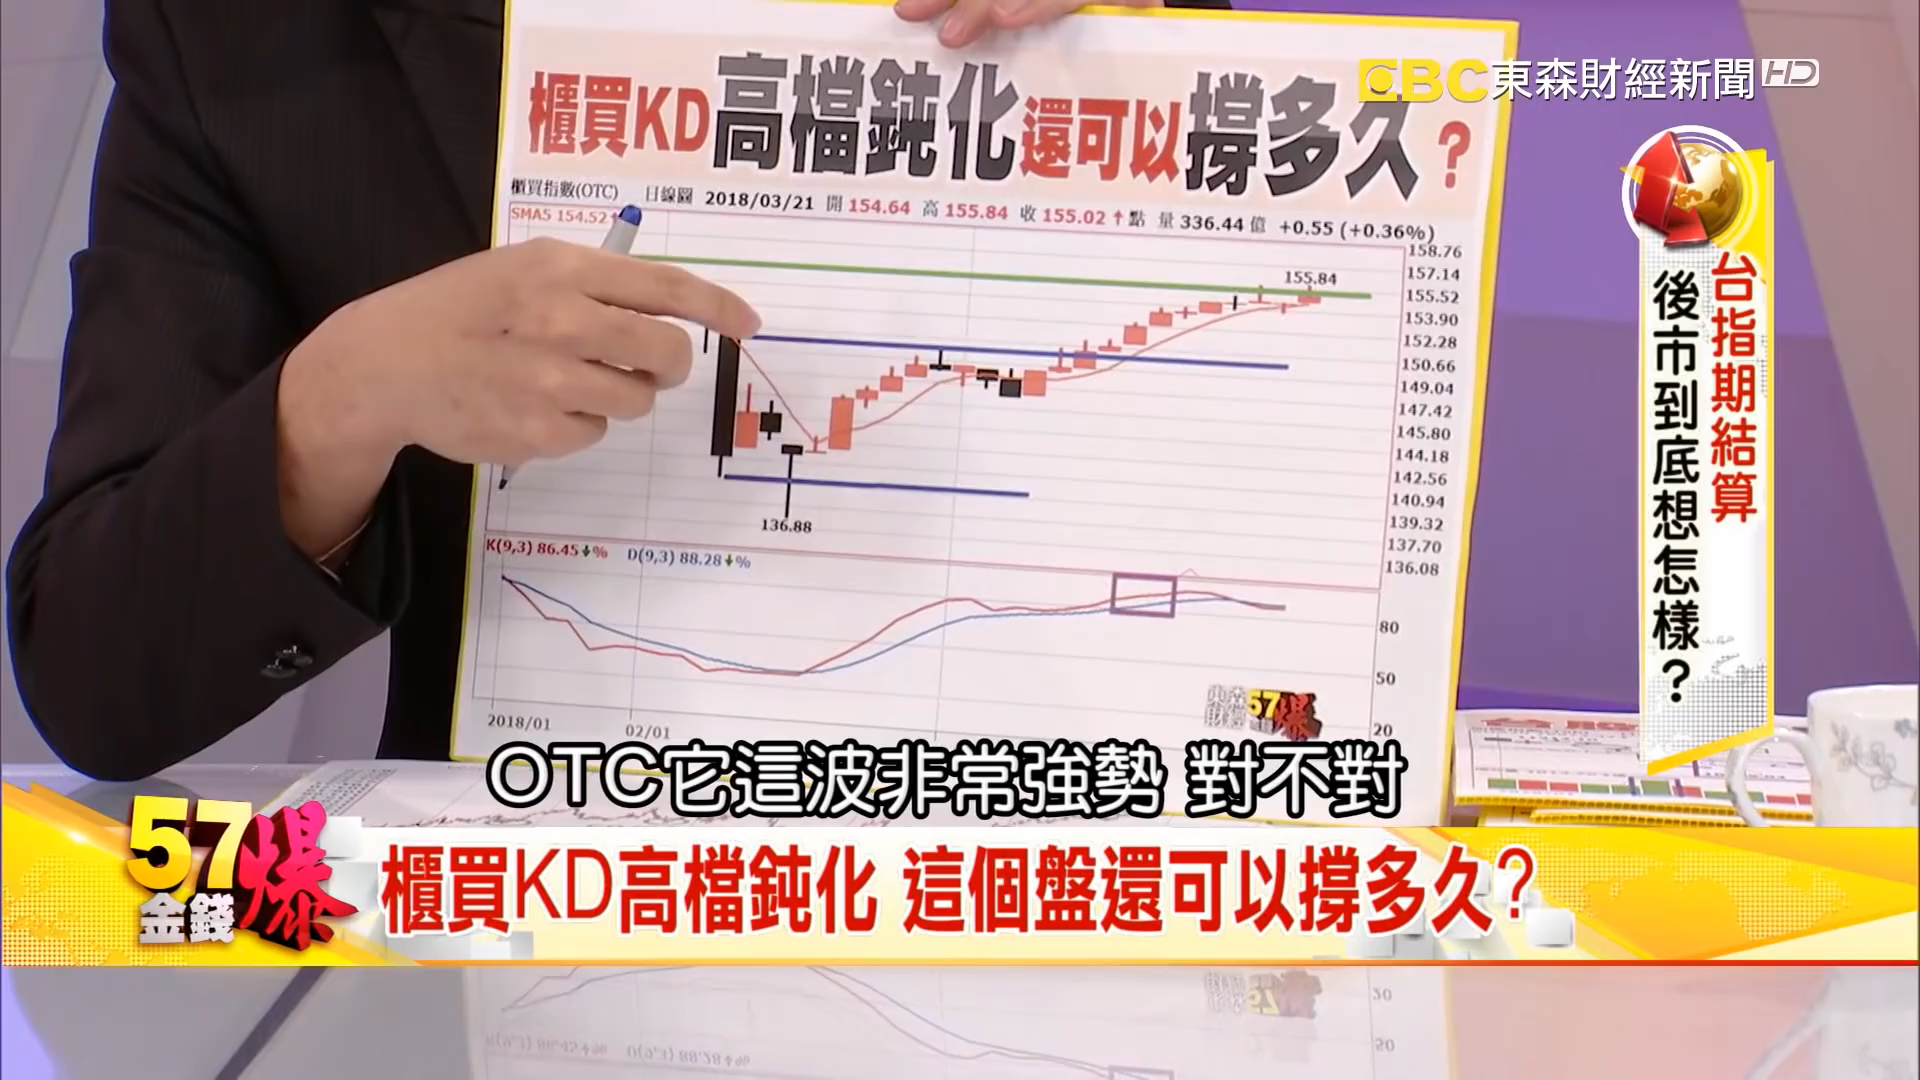 櫃買KD高檔鈍化還可以撐多久?
EBC東森財經新聞HD
櫃買指數(OTC) 日線圖 2018/03/21 開 154.64 高 155.84 收 155.02↑點 量 336.44 億 +0.55 (+0.36%)
SMA5 154.52↑
158.76
157.14
155.84
155.52
153.90
152.28
150.66
149.04
147.42
145.80
144.18
142.56
140.94
139.32
137.70
136.08
136.88
K(9,3) 86.45↓% D(9,3) 88.28↓%
80
50
20
2018/01
02/01
東森財經
57爆
台指期結算
後市到底想怎樣?
OTC它這波非常強勢 對不對
57金錢爆
櫃買KD高檔鈍化 這個盤還可以撐多久?